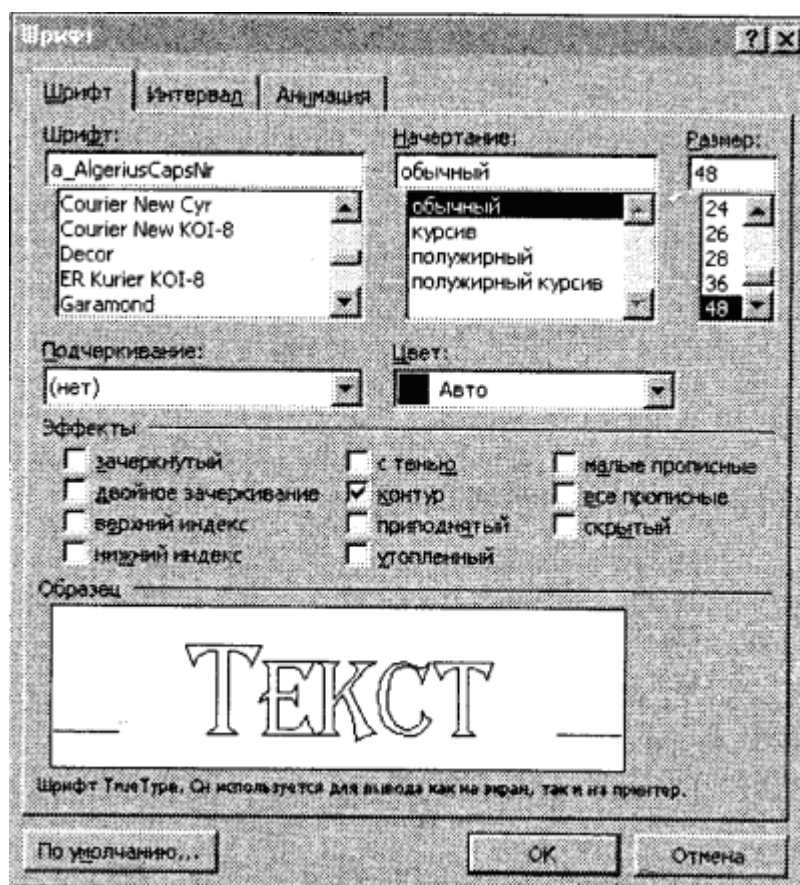 Шрифт
Шрифт Интервал Анимация
Шрифт: Начертание: Размер:
a_AlgeriusCapsNr обычный 48
Courier New Cyr обычный 24
Courier New KOI-8 курсив 26
Decor полужирный 28
ER Kurier KOI-8 полужирный курсив 36
Garamond 48
Подчеркивание: Цвет:
(нет) Авто
Эффекты
зачеркнутый с тенью малые прописные
двойное зачеркивание контур все прописные
верхний индекс приподнятый скрытый
нижний индекс утопленный
Образец
ТЕКСТ
Шрифт TrueType. Он используется для вывода как на экран, так и на принтер.
По умолчанию... OK Отмена